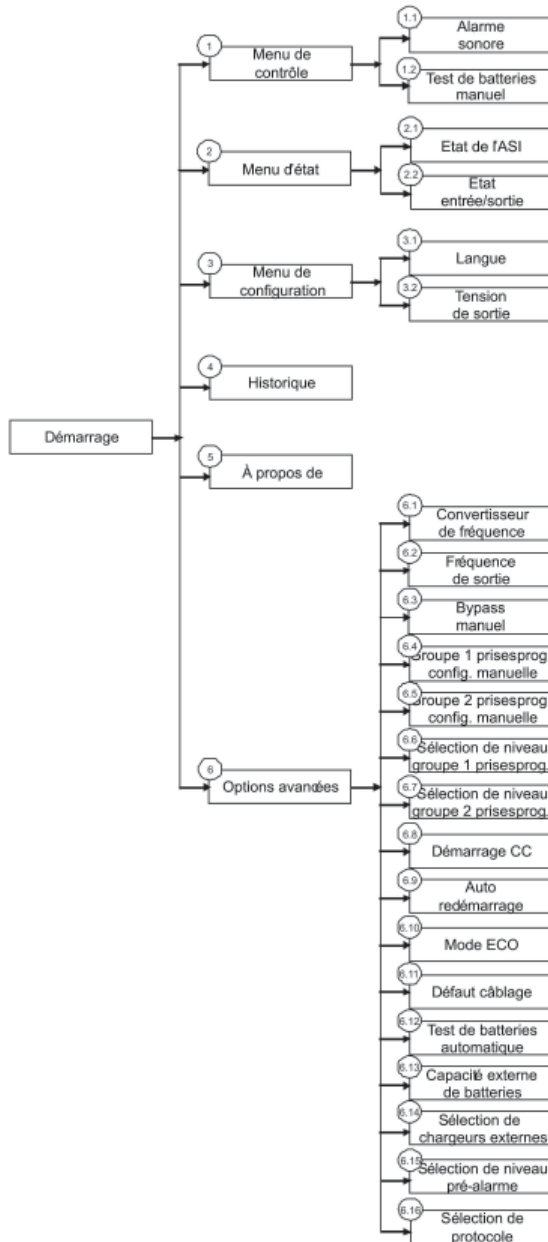 Démarrage
1
Menu de
contrôle
1.1
Alarme
sonore
1.2
Test de batteries
manuel
2
Menu d'état
2.1
Etat de l'ASI
2.2
Etat
entrée/sortie
3
Menu de
configuration
3.1
Langue
3.2
Tension
de sortie
4
Historique
5
À propos de
6
Options avancées
6.1
Convertisseur
de fréquence
6.2
Fréquence
de sortie
6.3
Bypass
manuel
6.4
Groupe 1 prisesprog.
config. manuelle
6.5
Groupe 2 prisesprog.
config. manuelle
6.6
Sélection de niveau
groupe 1 prisesprog.
6.7
Sélection de niveau
groupe 2 prisesprog.
6.8
Démarrage CC
6.9
Auto
redémarrage
6.10
Mode ECO
6.11
Défaut câblage
6.12
Test de batteries
automatique
6.13
Capacité externe
de batteries
6.14
Sélection de
chargeurs externes
6.15
Sélection de niveau
pré-alarme
6.16
Sélection de
protocole